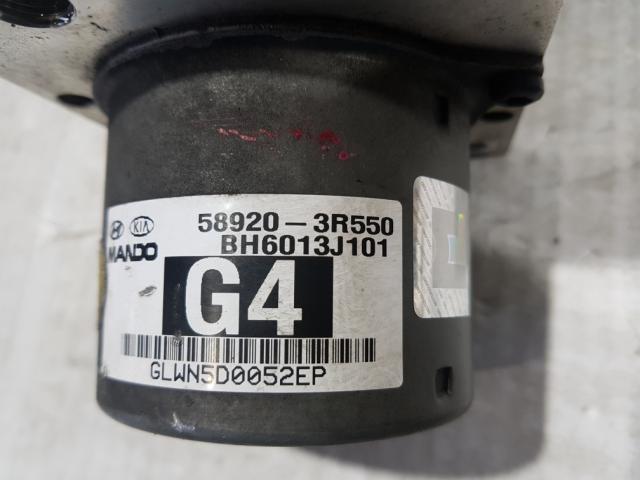 58920-3R550
KIA
MANDO
BH6013J101
G4
GLWN5D0052EP